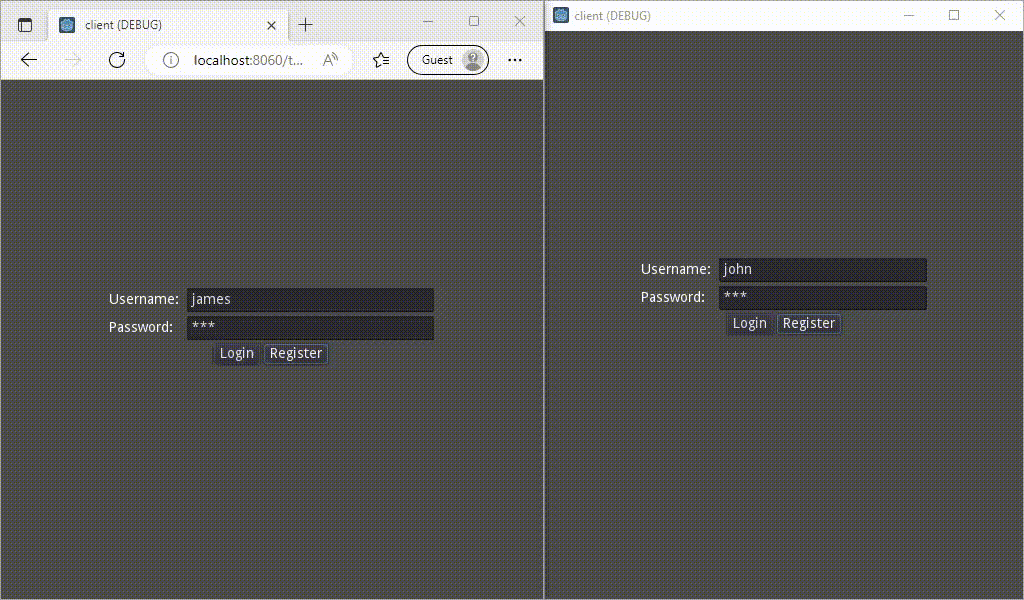 client (DEBUG)
localhost:8060/t...
Guest
Username: james
Password: ***
Login Register
client (DEBUG)
Username: john
Password: ***
Login Register